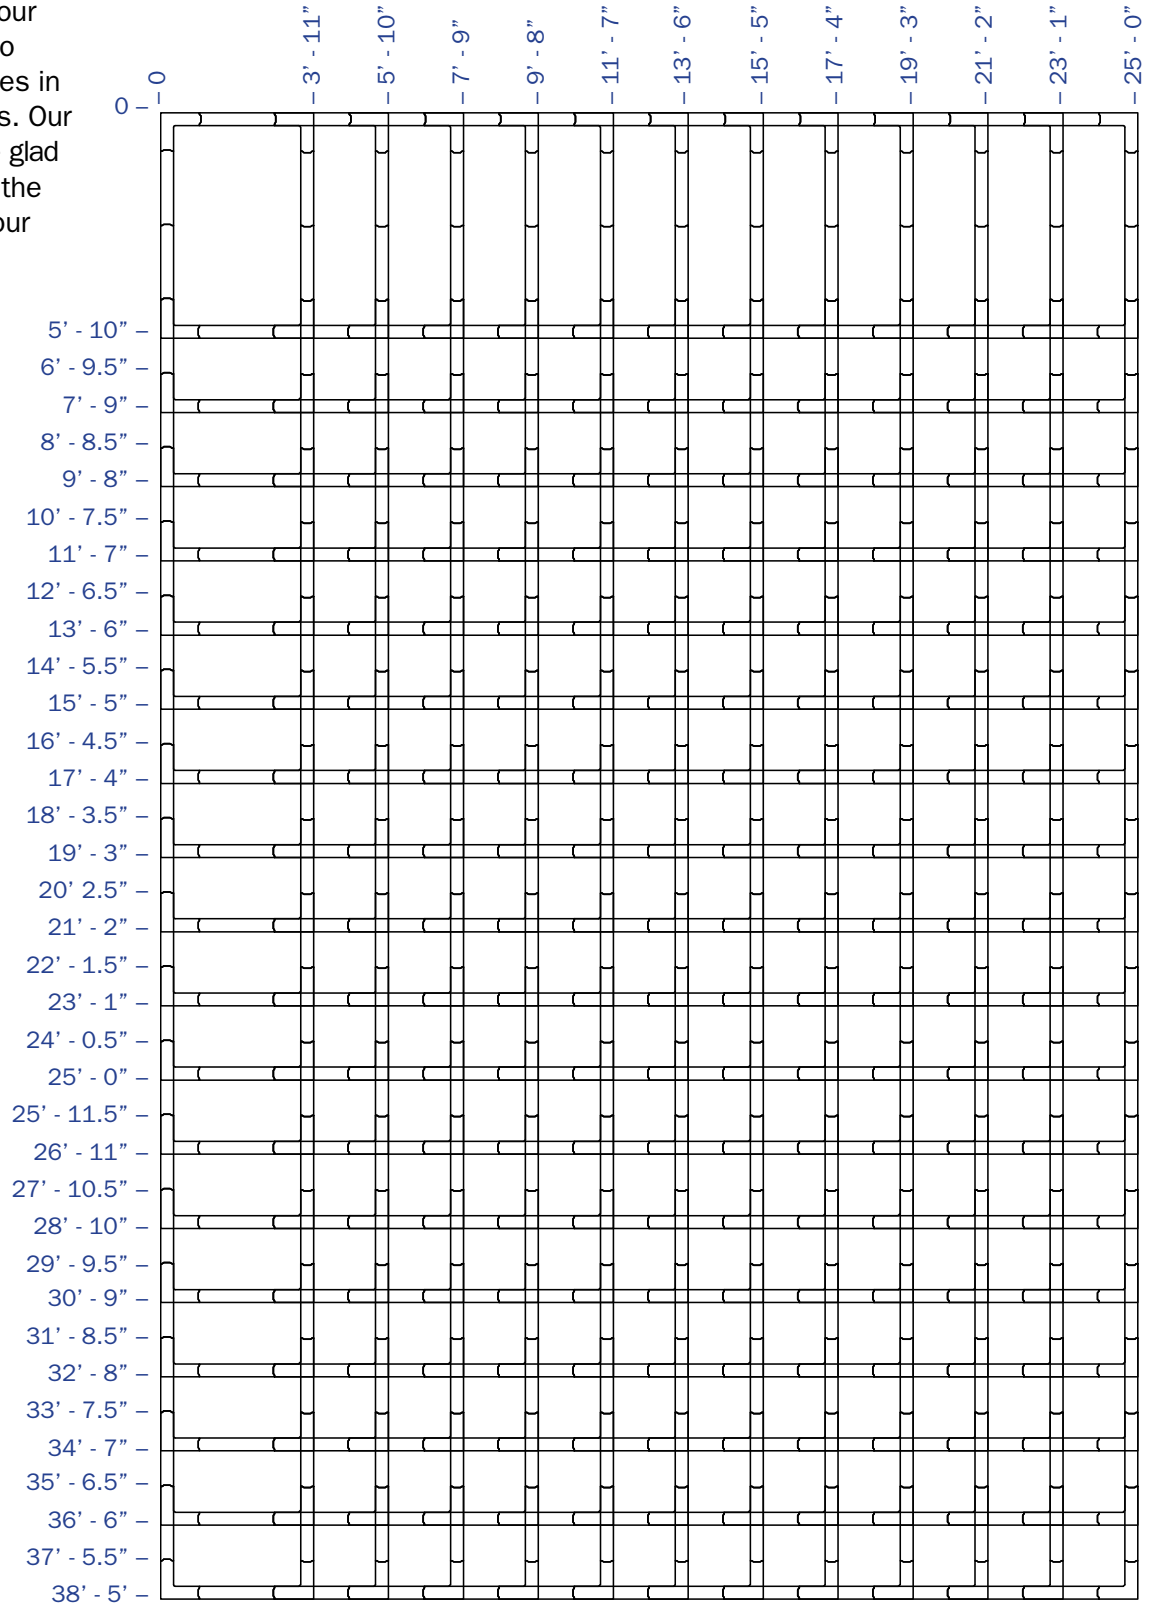 our
o
es in
s. Our
glad
the
our
0
3’ - 11”
5’ - 10”
7’ - 9”
9’ - 8”
11’ - 7”
13’ - 6”
15’ - 5”
17’ - 4”
19’ - 3”
21’ - 2”
23’ - 1”
25’ - 0”
0 –
5’ - 10” –
6’ - 9.5” –
7’ - 9” –
8’ - 8.5” –
9’ - 8” –
10’ - 7.5” –
11’ - 7” –
12’ - 6.5” –
13’ - 6” –
14’ - 5.5” –
15’ - 5” –
16’ - 4.5” –
17’ - 4” –
18’ - 3.5” –
19’ - 3” –
20’ 2.5” –
21’ - 2” –
22’ - 1.5” –
23’ - 1” –
24’ - 0.5” –
25’ - 0” –
25’ - 11.5” –
26’ - 11” –
27’ - 10.5” –
28’ - 10” –
29’ - 9.5” –
30’ - 9” –
31’ - 8.5” –
32’ - 8” –
33’ - 7.5” –
34’ - 7” –
35’ - 6.5” –
36’ - 6” –
37’ - 5.5” –
38’ - 5’ –